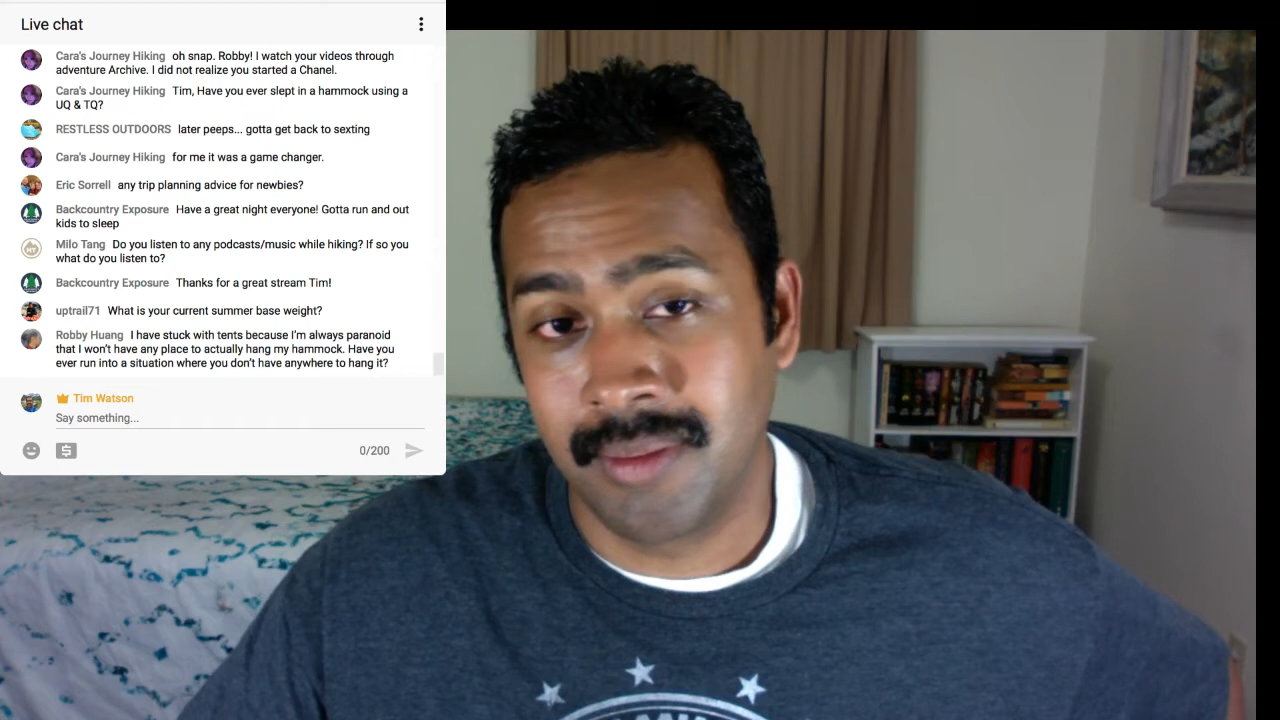 Live chat
Cara's Journey Hiking oh snap. Robby! I watch your videos through
adventure Archive. I did not realize you started a Chanel.
Cara's Journey Hiking Tim, Have you ever slept in a hammock using a
UQ & TQ?
RESTLESS OUTDOORS later peeps... gotta get back to sexting
Cara's Journey Hiking for me it was a game changer.
Eric Sorrell any trip planning advice for newbies?
Backcountry Exposure Have a great night everyone! Gotta run and out
kids to sleep
Milo Tang Do you listen to any podcasts/music while hiking? If so you
what do you listen to?
Backcountry Exposure Thanks for a great stream Tim!
uptrail71 What is your current summer base weight?
Robby Huang I have stuck with tents because I'm always paranoid
that I won't have any place to actually hang my hammock. Have you
ever run into a situation where you don't have anywhere to hang it?
Tim Watson
Say something...
0/200